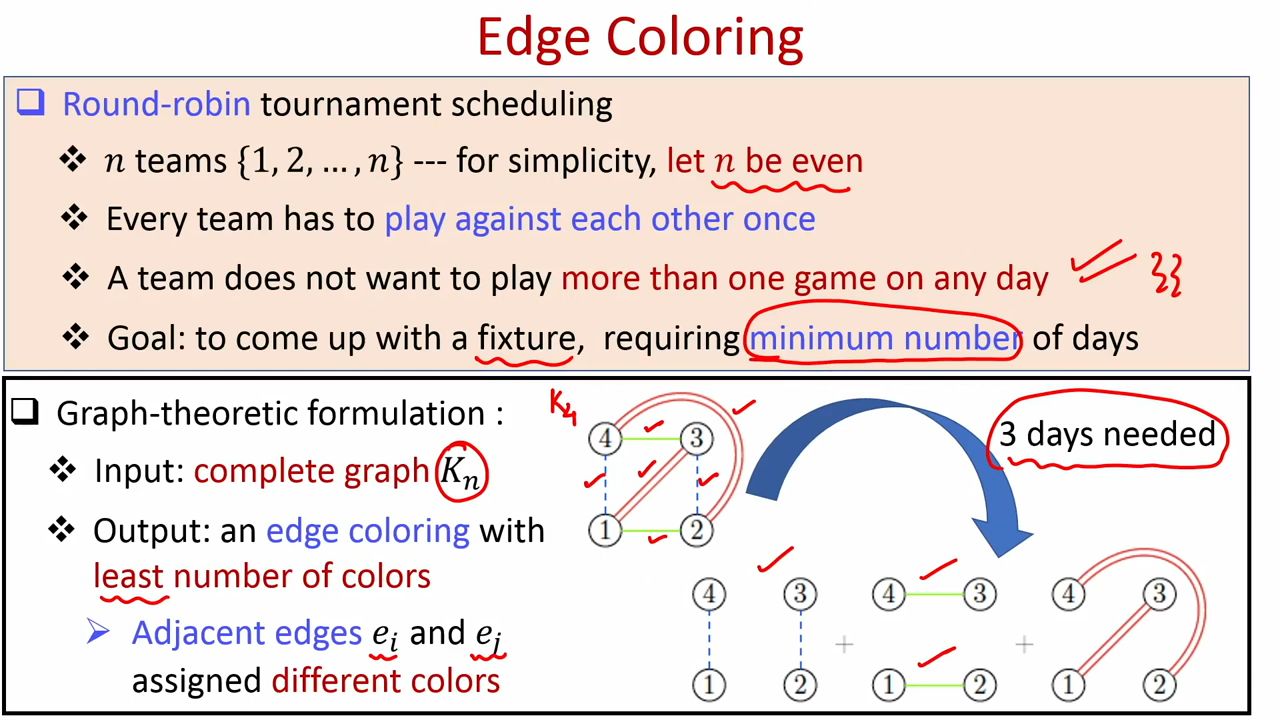 Edge Coloring
❑ Round-robin tournament scheduling
❖ n teams {1, 2, ..., n} --- for simplicity, let n be even
❖ Every team has to play against each other once
❖ A team does not want to play more than one game on any day
❖ Goal: to come up with a fixture, requiring minimum number of days
❑ Graph-theoretic formulation :
❖ Input: complete graph Kₙ
❖ Output: an edge coloring with
least number of colors
➢ Adjacent edges eᵢ and eⱼ
assigned different colors
K₄
4 3
1 2
3 days needed
4 3 4 3 4 3
+ +
1 2 1 2 1 2